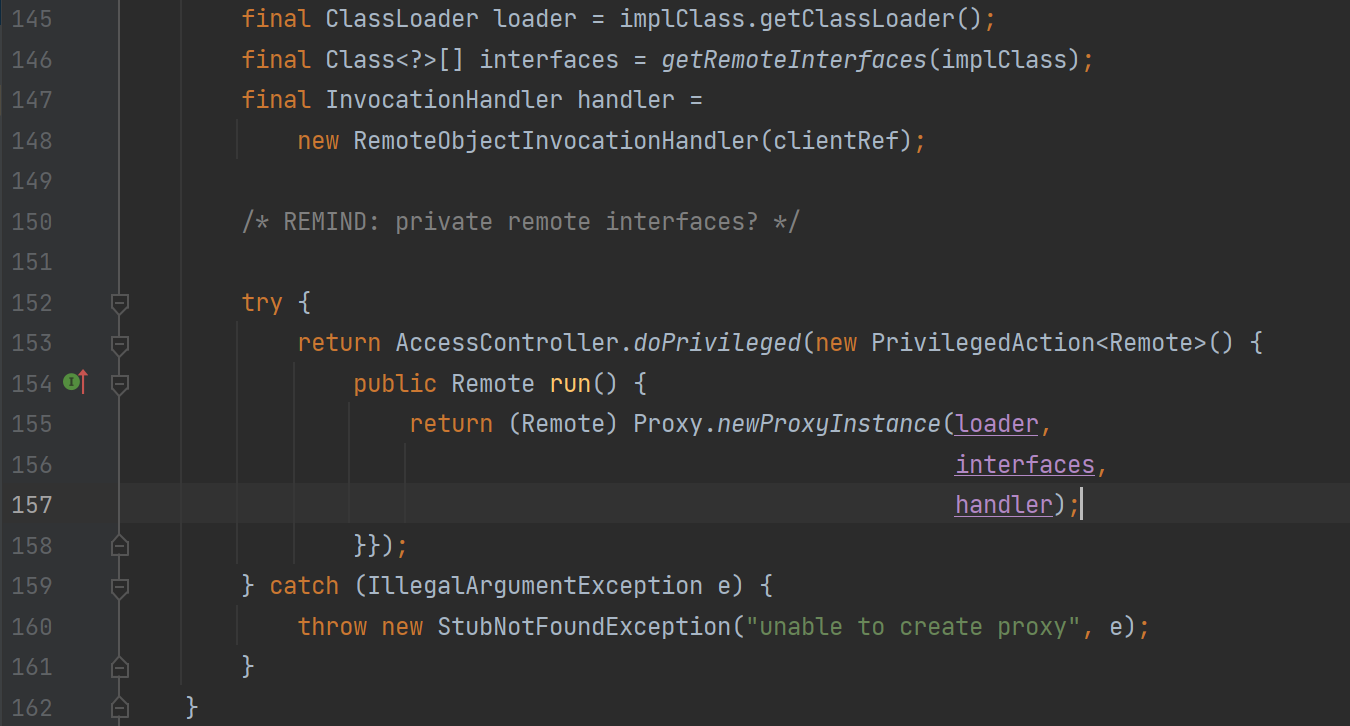 145 final ClassLoader loader = implClass.getClassLoader();
146 final Class<?>[] interfaces = getRemoteInterfaces(implClass);
147 final InvocationHandler handler =
148 new RemoteObjectInvocationHandler(clientRef);
149
150 /* REMIND: private remote interfaces? */
151
152 try {
153 return AccessController.doPrivileged(new PrivilegedAction<Remote>() {
154 public Remote run() {
155 return (Remote) Proxy.newProxyInstance(loader,
156 interfaces,
157 handler);
158 }});
159 } catch (IllegalArgumentException e) {
160 throw new StubNotFoundException("unable to create proxy", e);
161 }
162 }